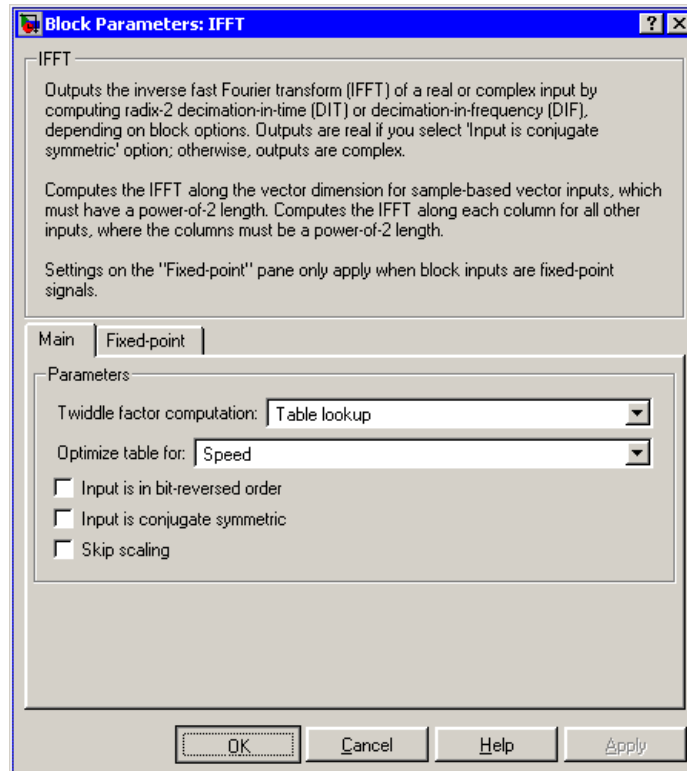 Block Parameters: IFFT
IFFT
Outputs the inverse fast Fourier transform (IFFT) of a real or complex input by
computing radix-2 decimation-in-time (DIT) or decimation-in-frequency (DIF),
depending on block options. Outputs are real if you select 'Input is conjugate
symmetric' option; otherwise, outputs are complex.
Computes the IFFT along the vector dimension for sample-based vector inputs, which
must have a power-of-2 length. Computes the IFFT along each column for all other
inputs, where the columns must be a power-of-2 length.
Settings on the "Fixed-point" pane only apply when block inputs are fixed-point
signals.
Main Fixed-point
Parameters
Twiddle factor computation: Table lookup
Optimize table for: Speed
Input is in bit-reversed order
Input is conjugate symmetric
Skip scaling
OK Cancel Help Apply